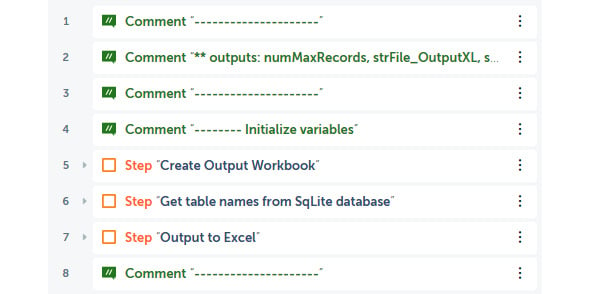 1 Comment "---------------------"
2 Comment "** outputs: numMaxRecords, strFile_OutputXL, s...
3 Comment "---------------------"
4 Comment "-------- Initialize variables"
5 Step "Create Output Workbook"
6 Step "Get table names from SqLite database"
7 Step "Output to Excel"
8 Comment "---------------------"